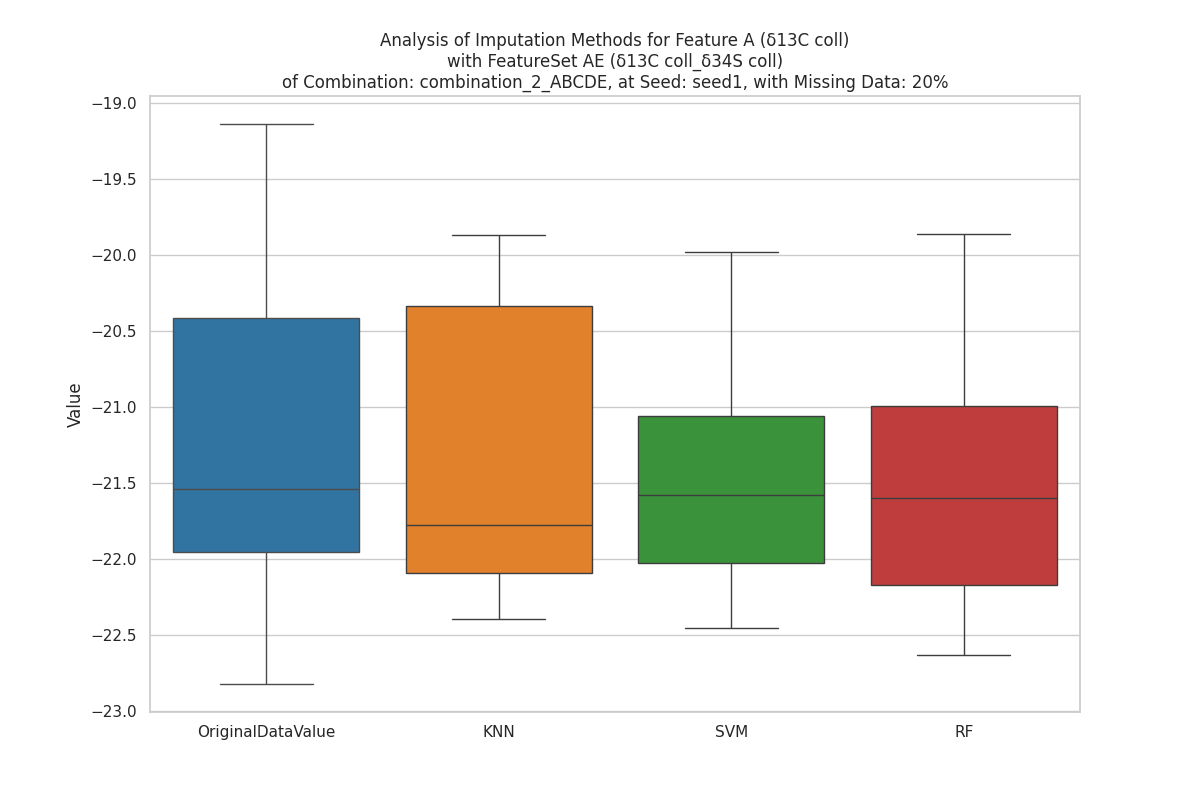 Analysis of Imputation Methods for Feature A (δ13C coll)
with FeatureSet AE (δ13C coll_δ34S coll)
of Combination: combination_2_ABCDE, at Seed: seed1, with Missing Data: 20%
−19.0
−19.5
−20.0
−20.5
−21.0
−21.5
−22.0
−22.5
−23.0
Value
OriginalDataValue
KNN
SVM
RF